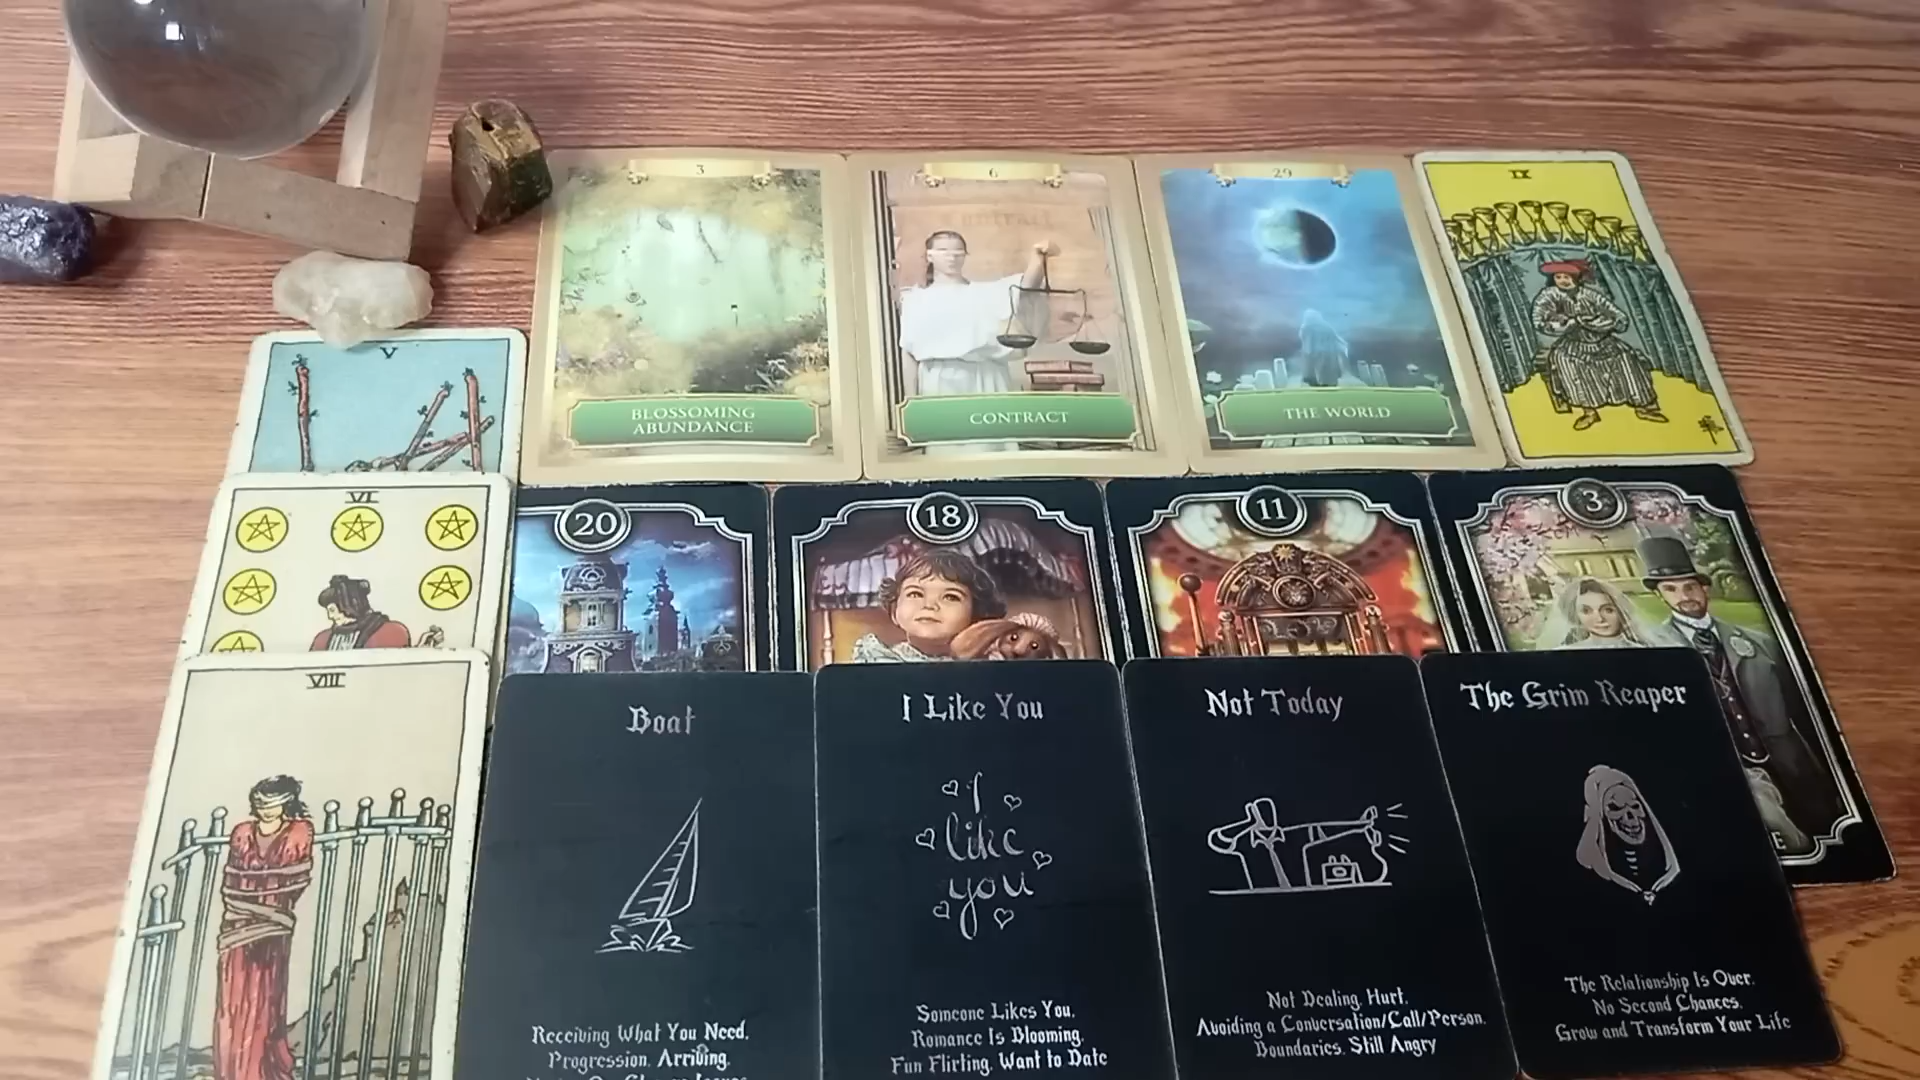 3
BLOSSOMING
ABUNDANCE
6
CONTRACT
29
THE WORLD
IX
V
VI
20
18
11
3
E
VIII
Boat
Receiving What You Need.
Progression. Arriving.
I Like You
I
like
you
Someone Likes You.
Romance Is Blooming.
Fun Flirting. Want to Date
Not Today
Not Dealing. Hurt.
Avoiding a Conversation/Call/Person.
Boundaries. Still Angry
The Grim Reaper
The Relationship Is Over.
No Second Chances.
Grow and Transform Your Life